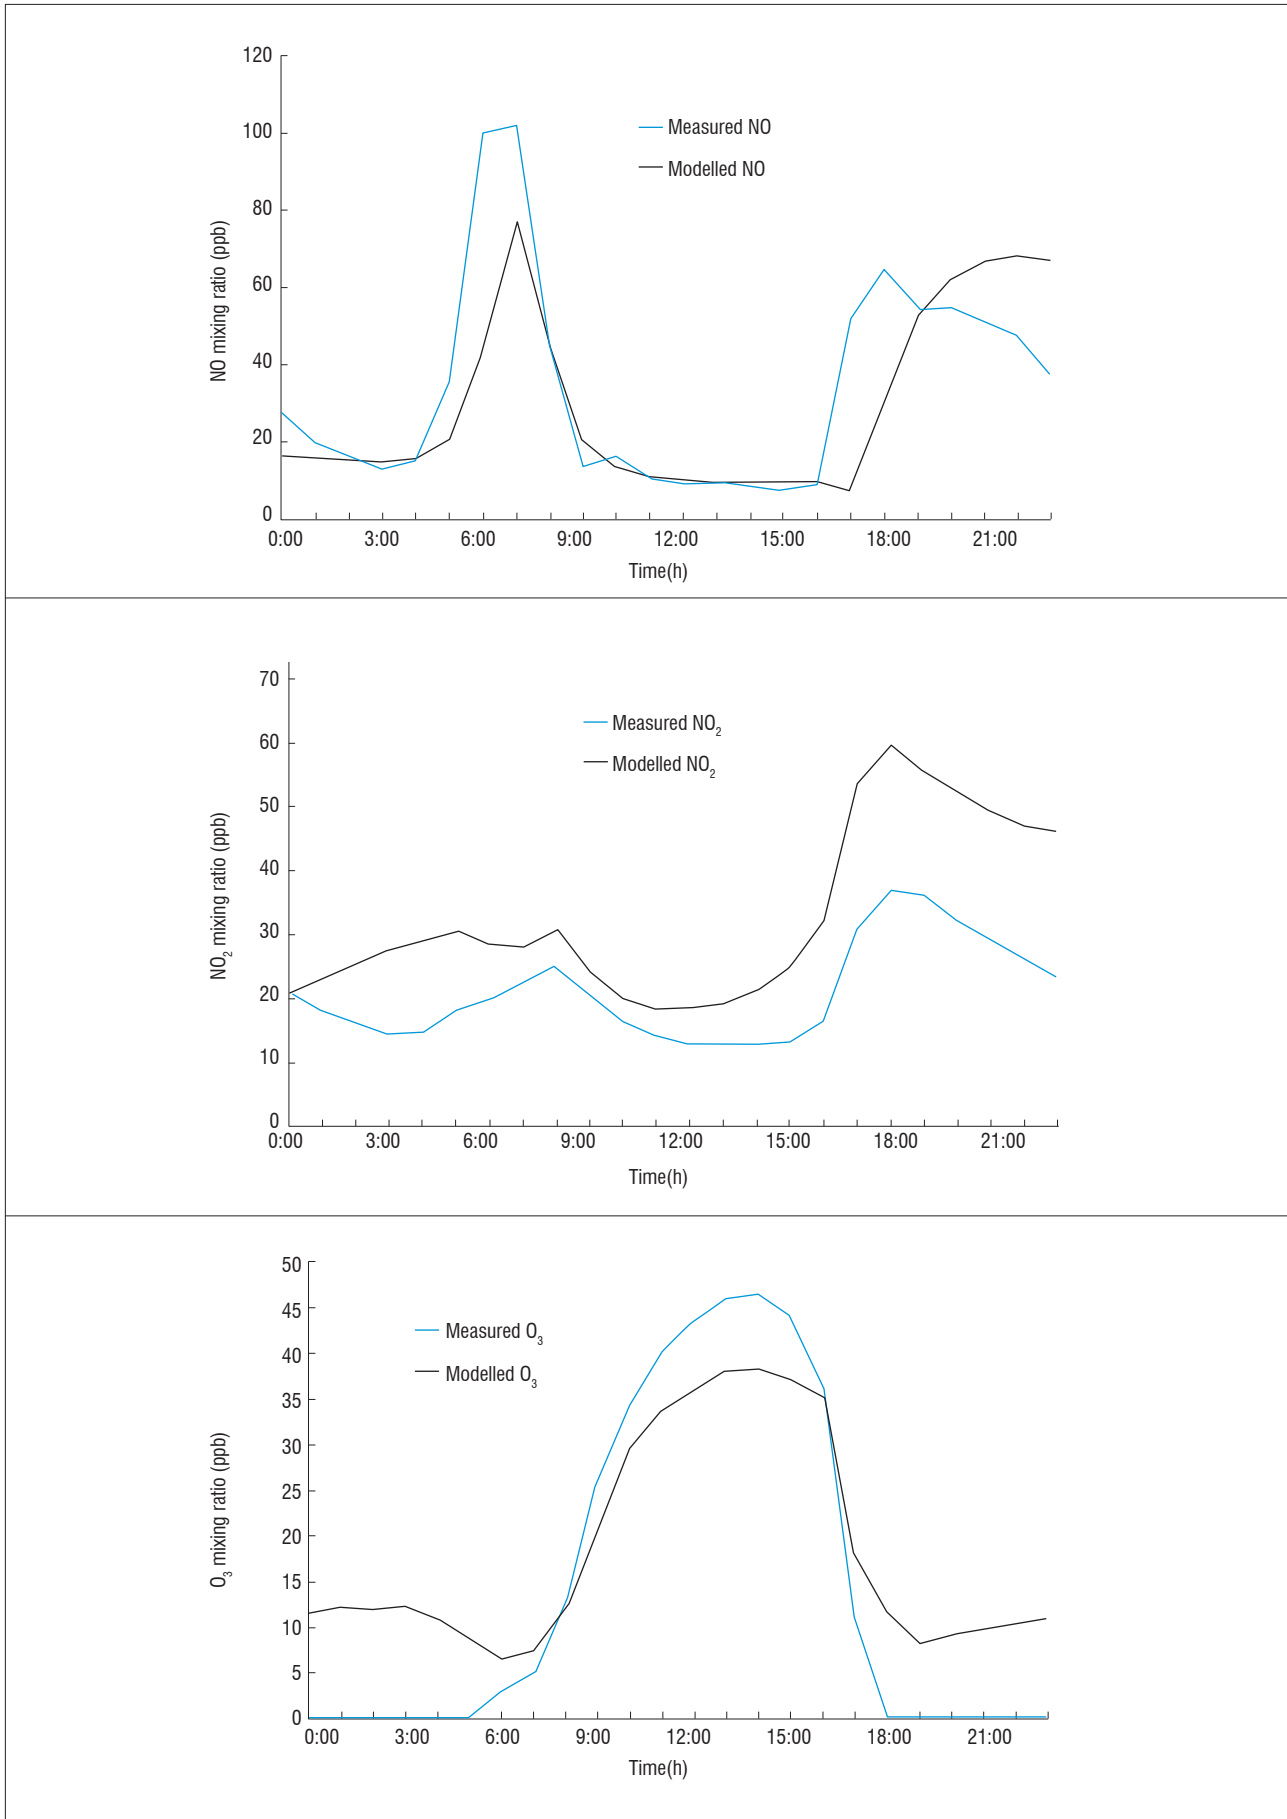 120
100
80
60
40
20
0
NO mixing ratio (ppb)
Measured NO
Modelled NO
0:00 3:00 6:00 9:00 12:00 15:00 18:00 21:00
Time(h)
70
60
50
40
30
20
10
0
NO₂ mixing ratio (ppb)
Measured NO₂
Modelled NO₂
0:00 3:00 6:00 9:00 12:00 15:00 18:00 21:00
Time(h)
50
45
40
35
30
25
20
15
10
5
0
O₃ mixing ratio (ppb)
Measured O₃
Modelled O₃
0:00 3:00 6:00 9:00 12:00 15:00 18:00 21:00
Time(h)